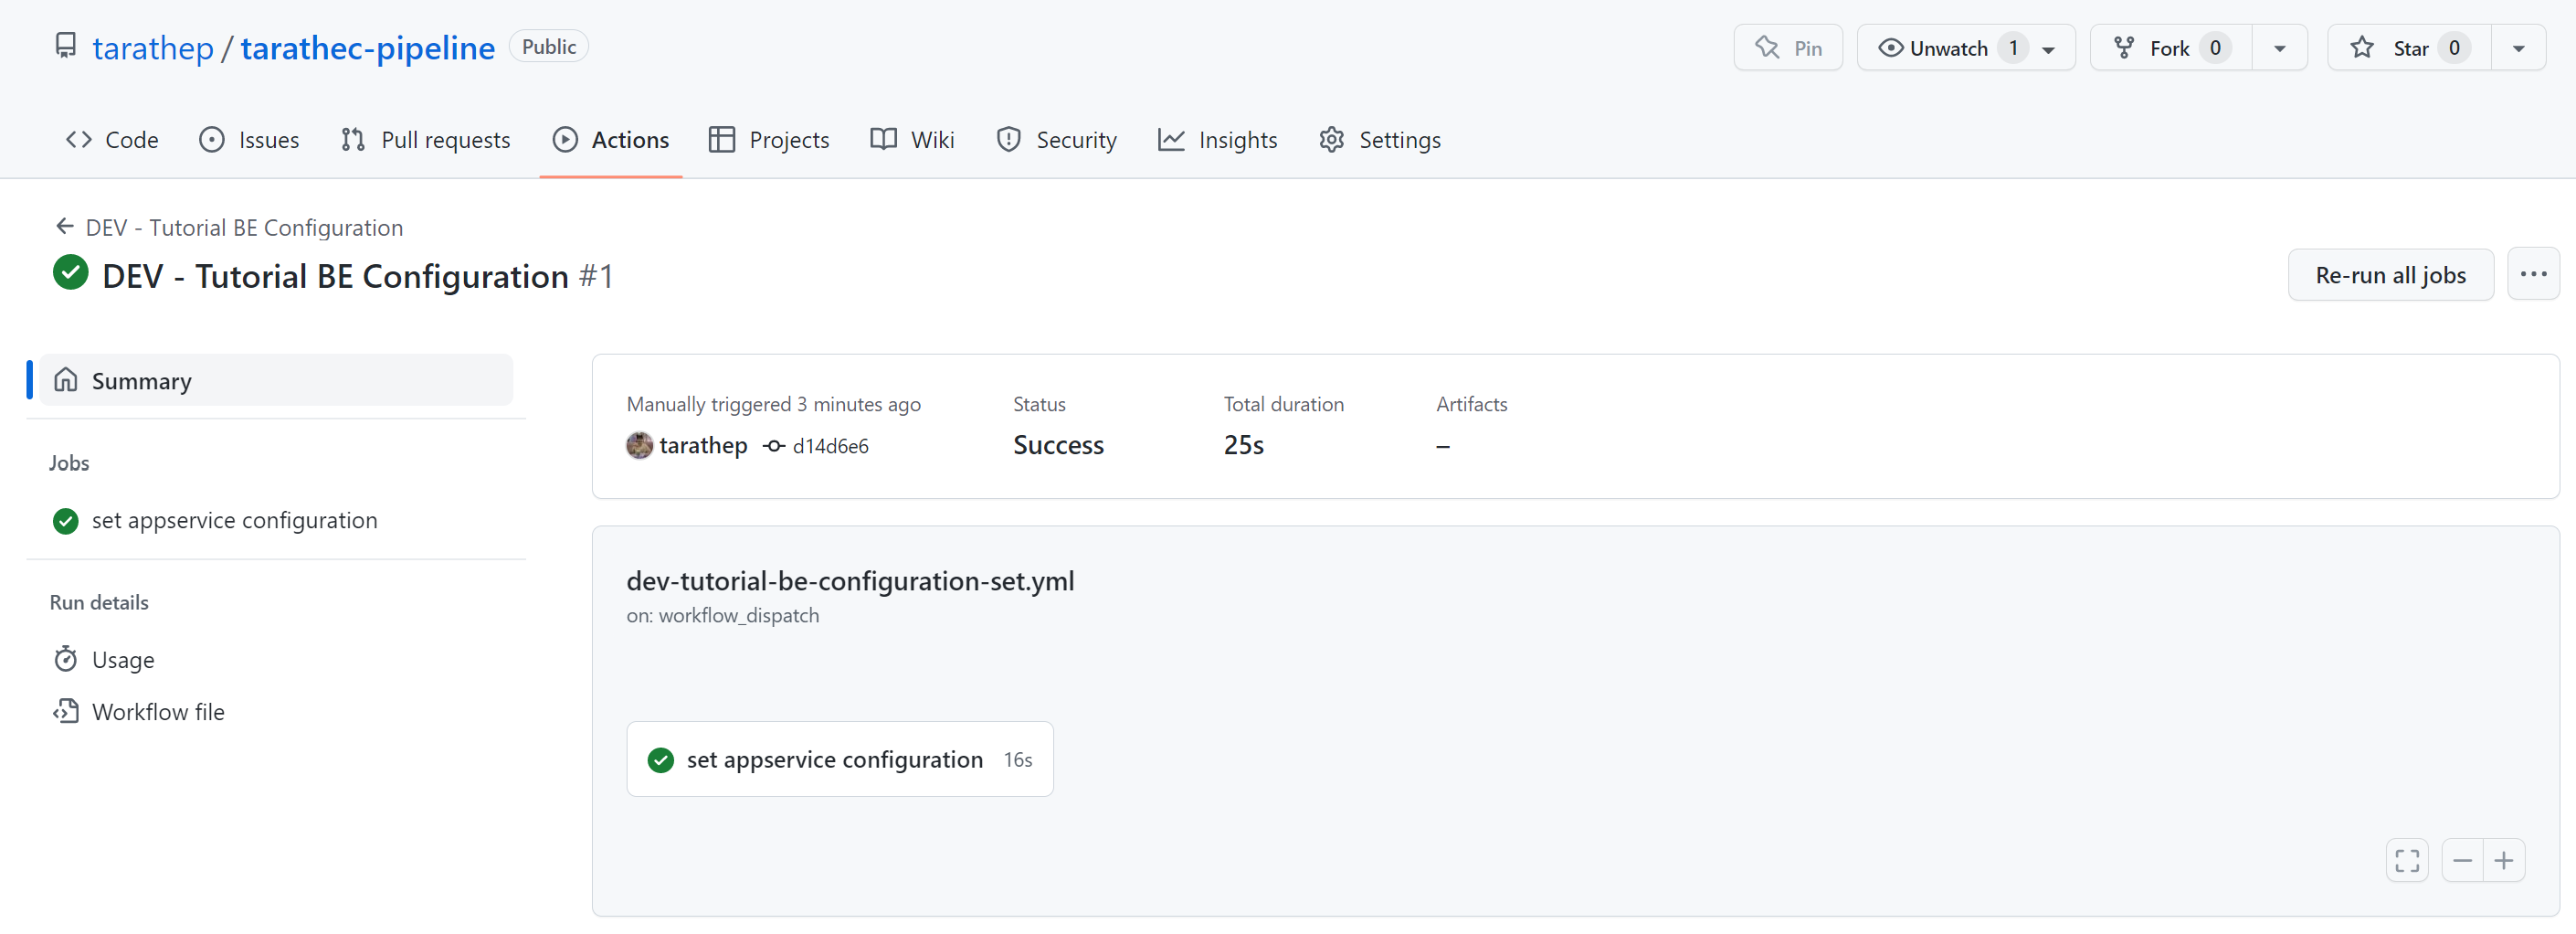 tarathep / tarathec-pipeline Public
Pin
Unwatch 1
Fork 0
Star 0
Code
Issues
Pull requests
Actions
Projects
Wiki
Security
Insights
Settings
DEV - Tutorial BE Configuration
DEV - Tutorial BE Configuration #1
Re-run all jobs
Summary
Jobs
set appservice configuration
Run details
Usage
Workflow file
Manually triggered 3 minutes ago
tarathep d14d6e6
Status
Success
Total duration
25s
Artifacts
–
dev-tutorial-be-configuration-set.yml
on: workflow_dispatch
set appservice configuration 16s